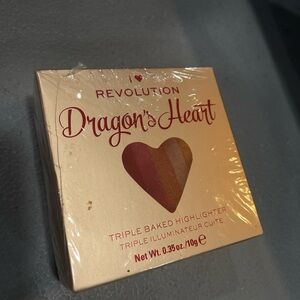 I ♥
REVOLUTION
Dragon's Heart
TRIPLE BAKED HIGHLIGHTER
TRIPLE ILLUMINATEUR CUITE
Net Wt. 0.35oz./10g ℮